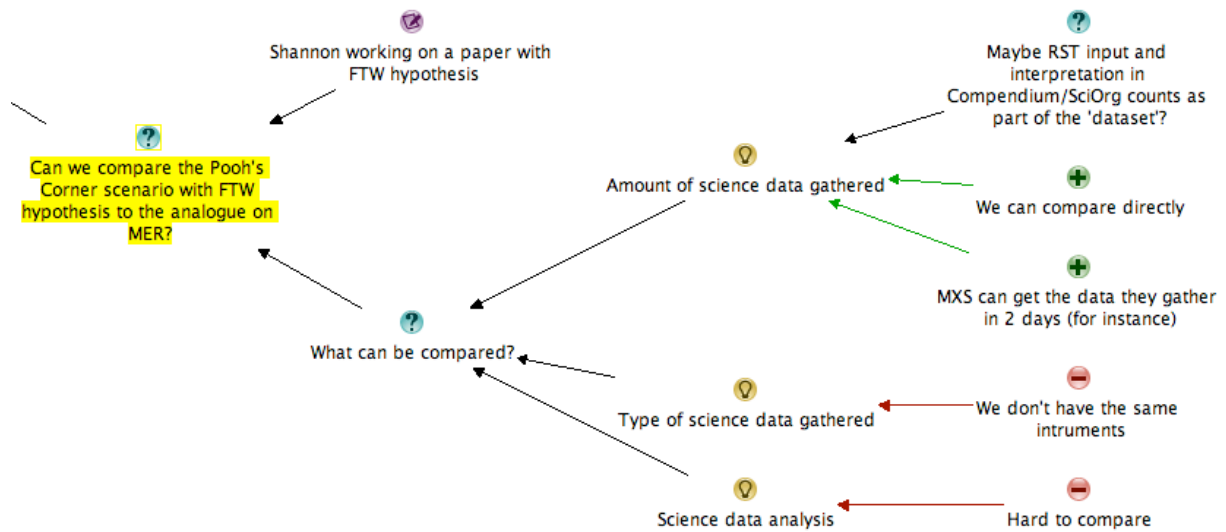 Shannon working on a paper with
FTW hypothesis
Maybe RST input and
interpretation in
Compendium/SciOrg counts as
part of the 'dataset'?
Can we compare the Pooh's
Corner scenario with FTW
hypothesis to the analogue on
MER?
Amount of science data gathered
We can compare directly
MXS can get the data they gather
in 2 days (for instance)
What can be compared?
Type of science data gathered
We don't have the same
intruments
Science data analysis
Hard to compare